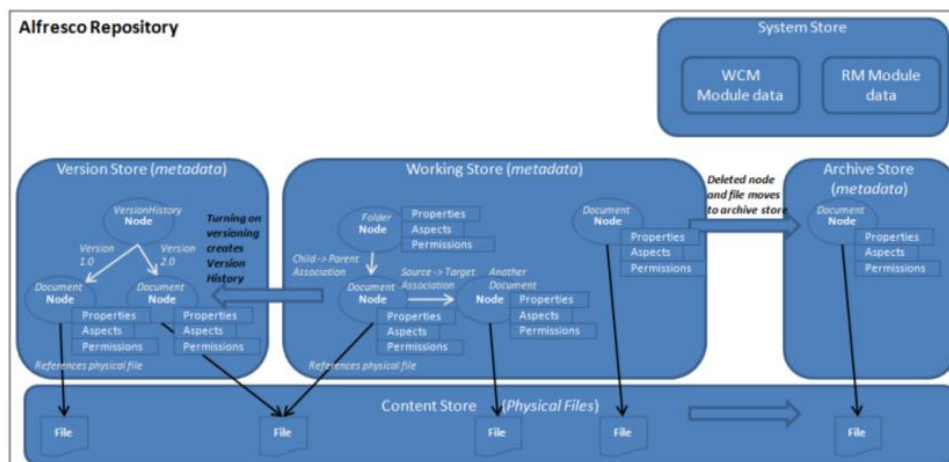 Alfresco Repository
System Store
WCM
Module data
RM Module
data
Version Store (metadata)
VersionHistory
Node
Version
1.0
Version
2.0
Document
Node
Properties
Aspects
Permissions
Document
Node
Properties
Aspects
Permissions
References physical file
Turning on
versioning
creates
Version
History
Working Store (metadata)
Folder
Node
Properties
Aspects
Permissions
Child -> Parent
Association
Source -> Target
Association
Document
Node
Properties
Aspects
Permissions
Another
Document
Node
Properties
Aspects
Permissions
References physical file
Document
Node
Properties
Aspects
Permissions
Deleted node
and file moves
to archive store
Archive Store
(metadata)
Document
Node
Properties
Aspects
Permissions
Content Store (Physical Files)
File
File
File
File
File